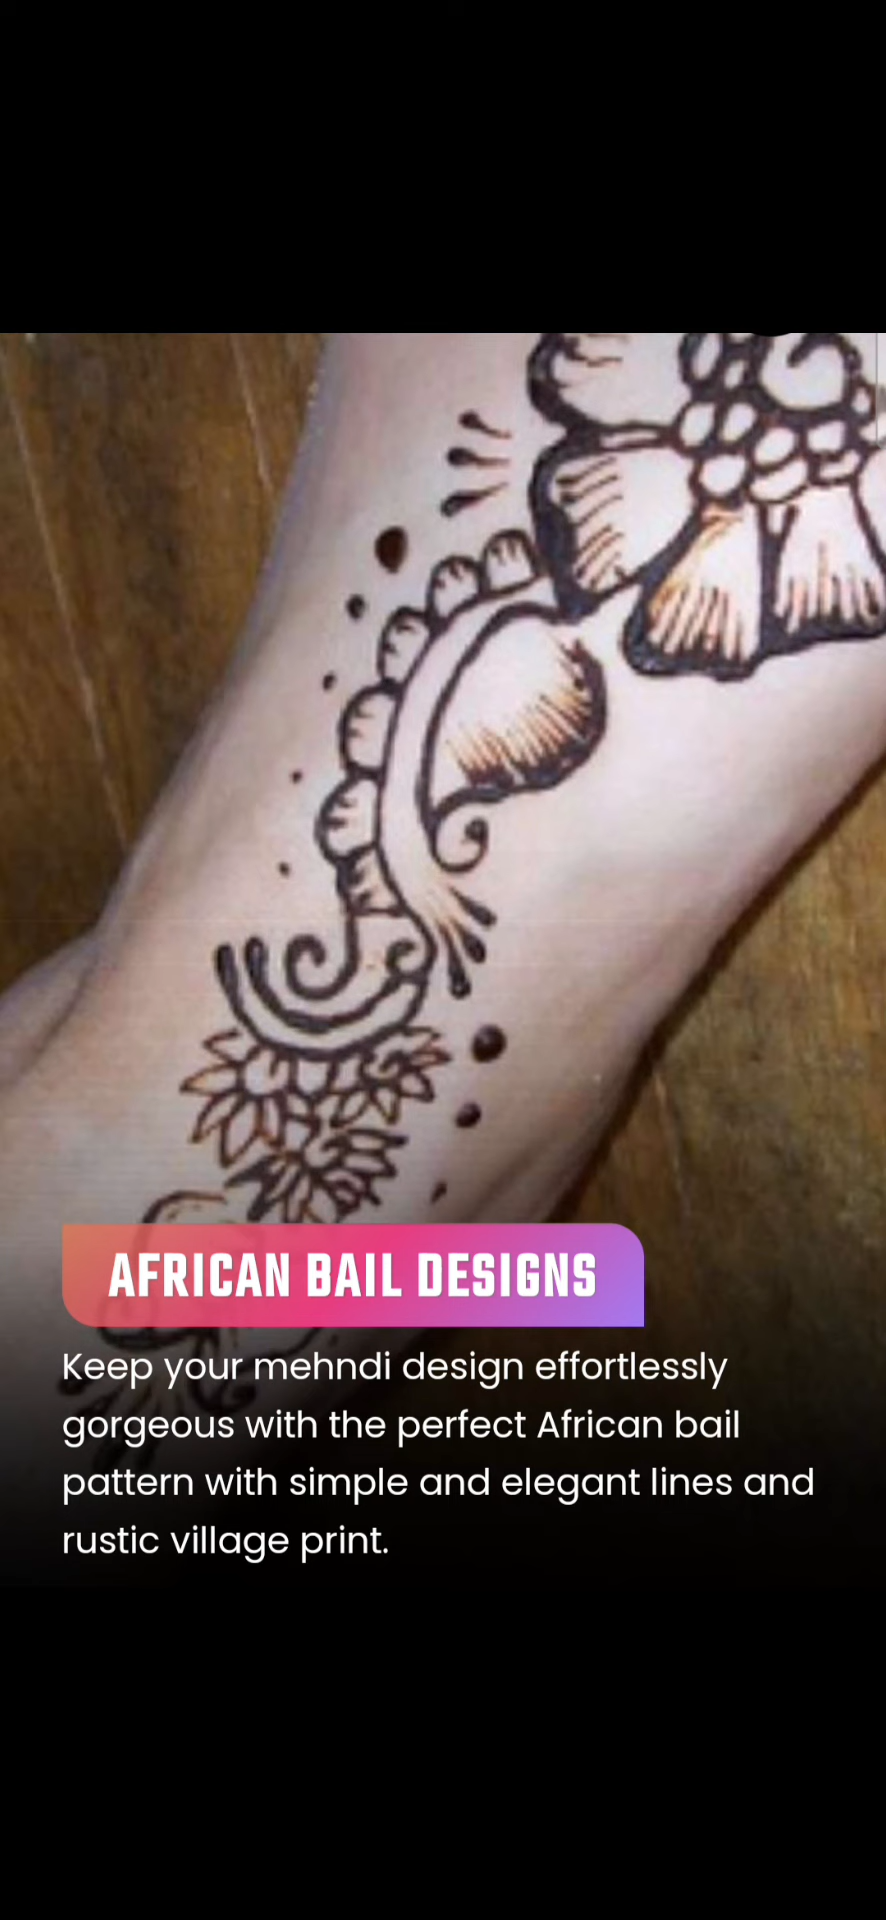 AFRICAN BAIL DESIGNS
Keep your mehndi design effortlessly
gorgeous with the perfect African bail
pattern with simple and elegant lines and
rustic village print.